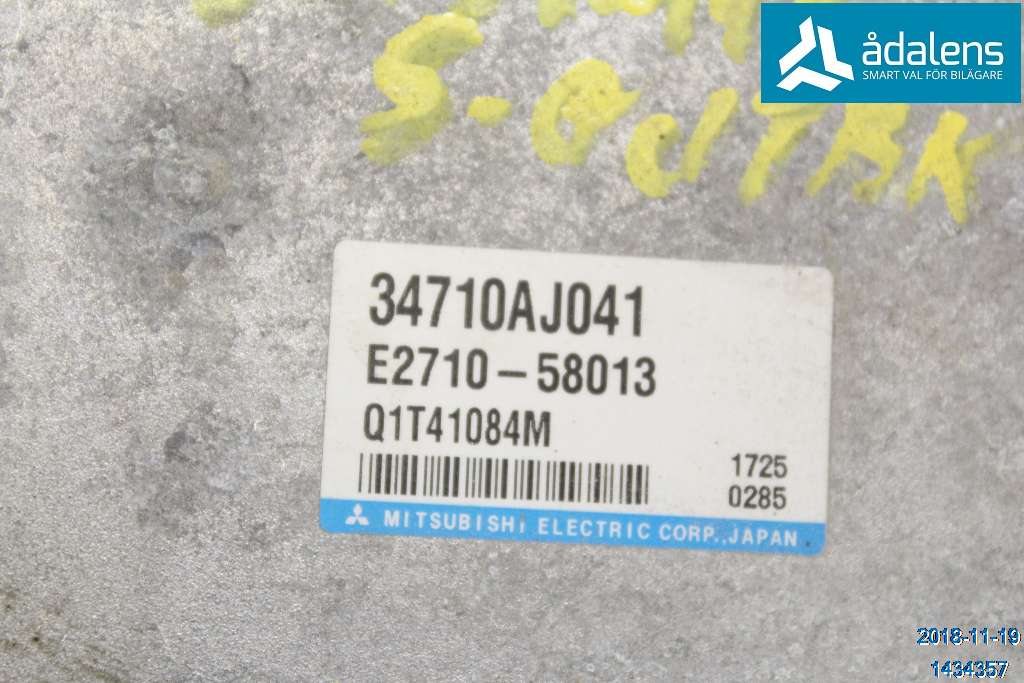 ådalens
SMART VAL FÖR BILÄGARE
S-OUTBK
34710AJ041
E2710-58013
Q1T41084M
1725
0285
MITSUBISHI ELECTRIC CORP.,JAPAN
2018-11-19
1434357